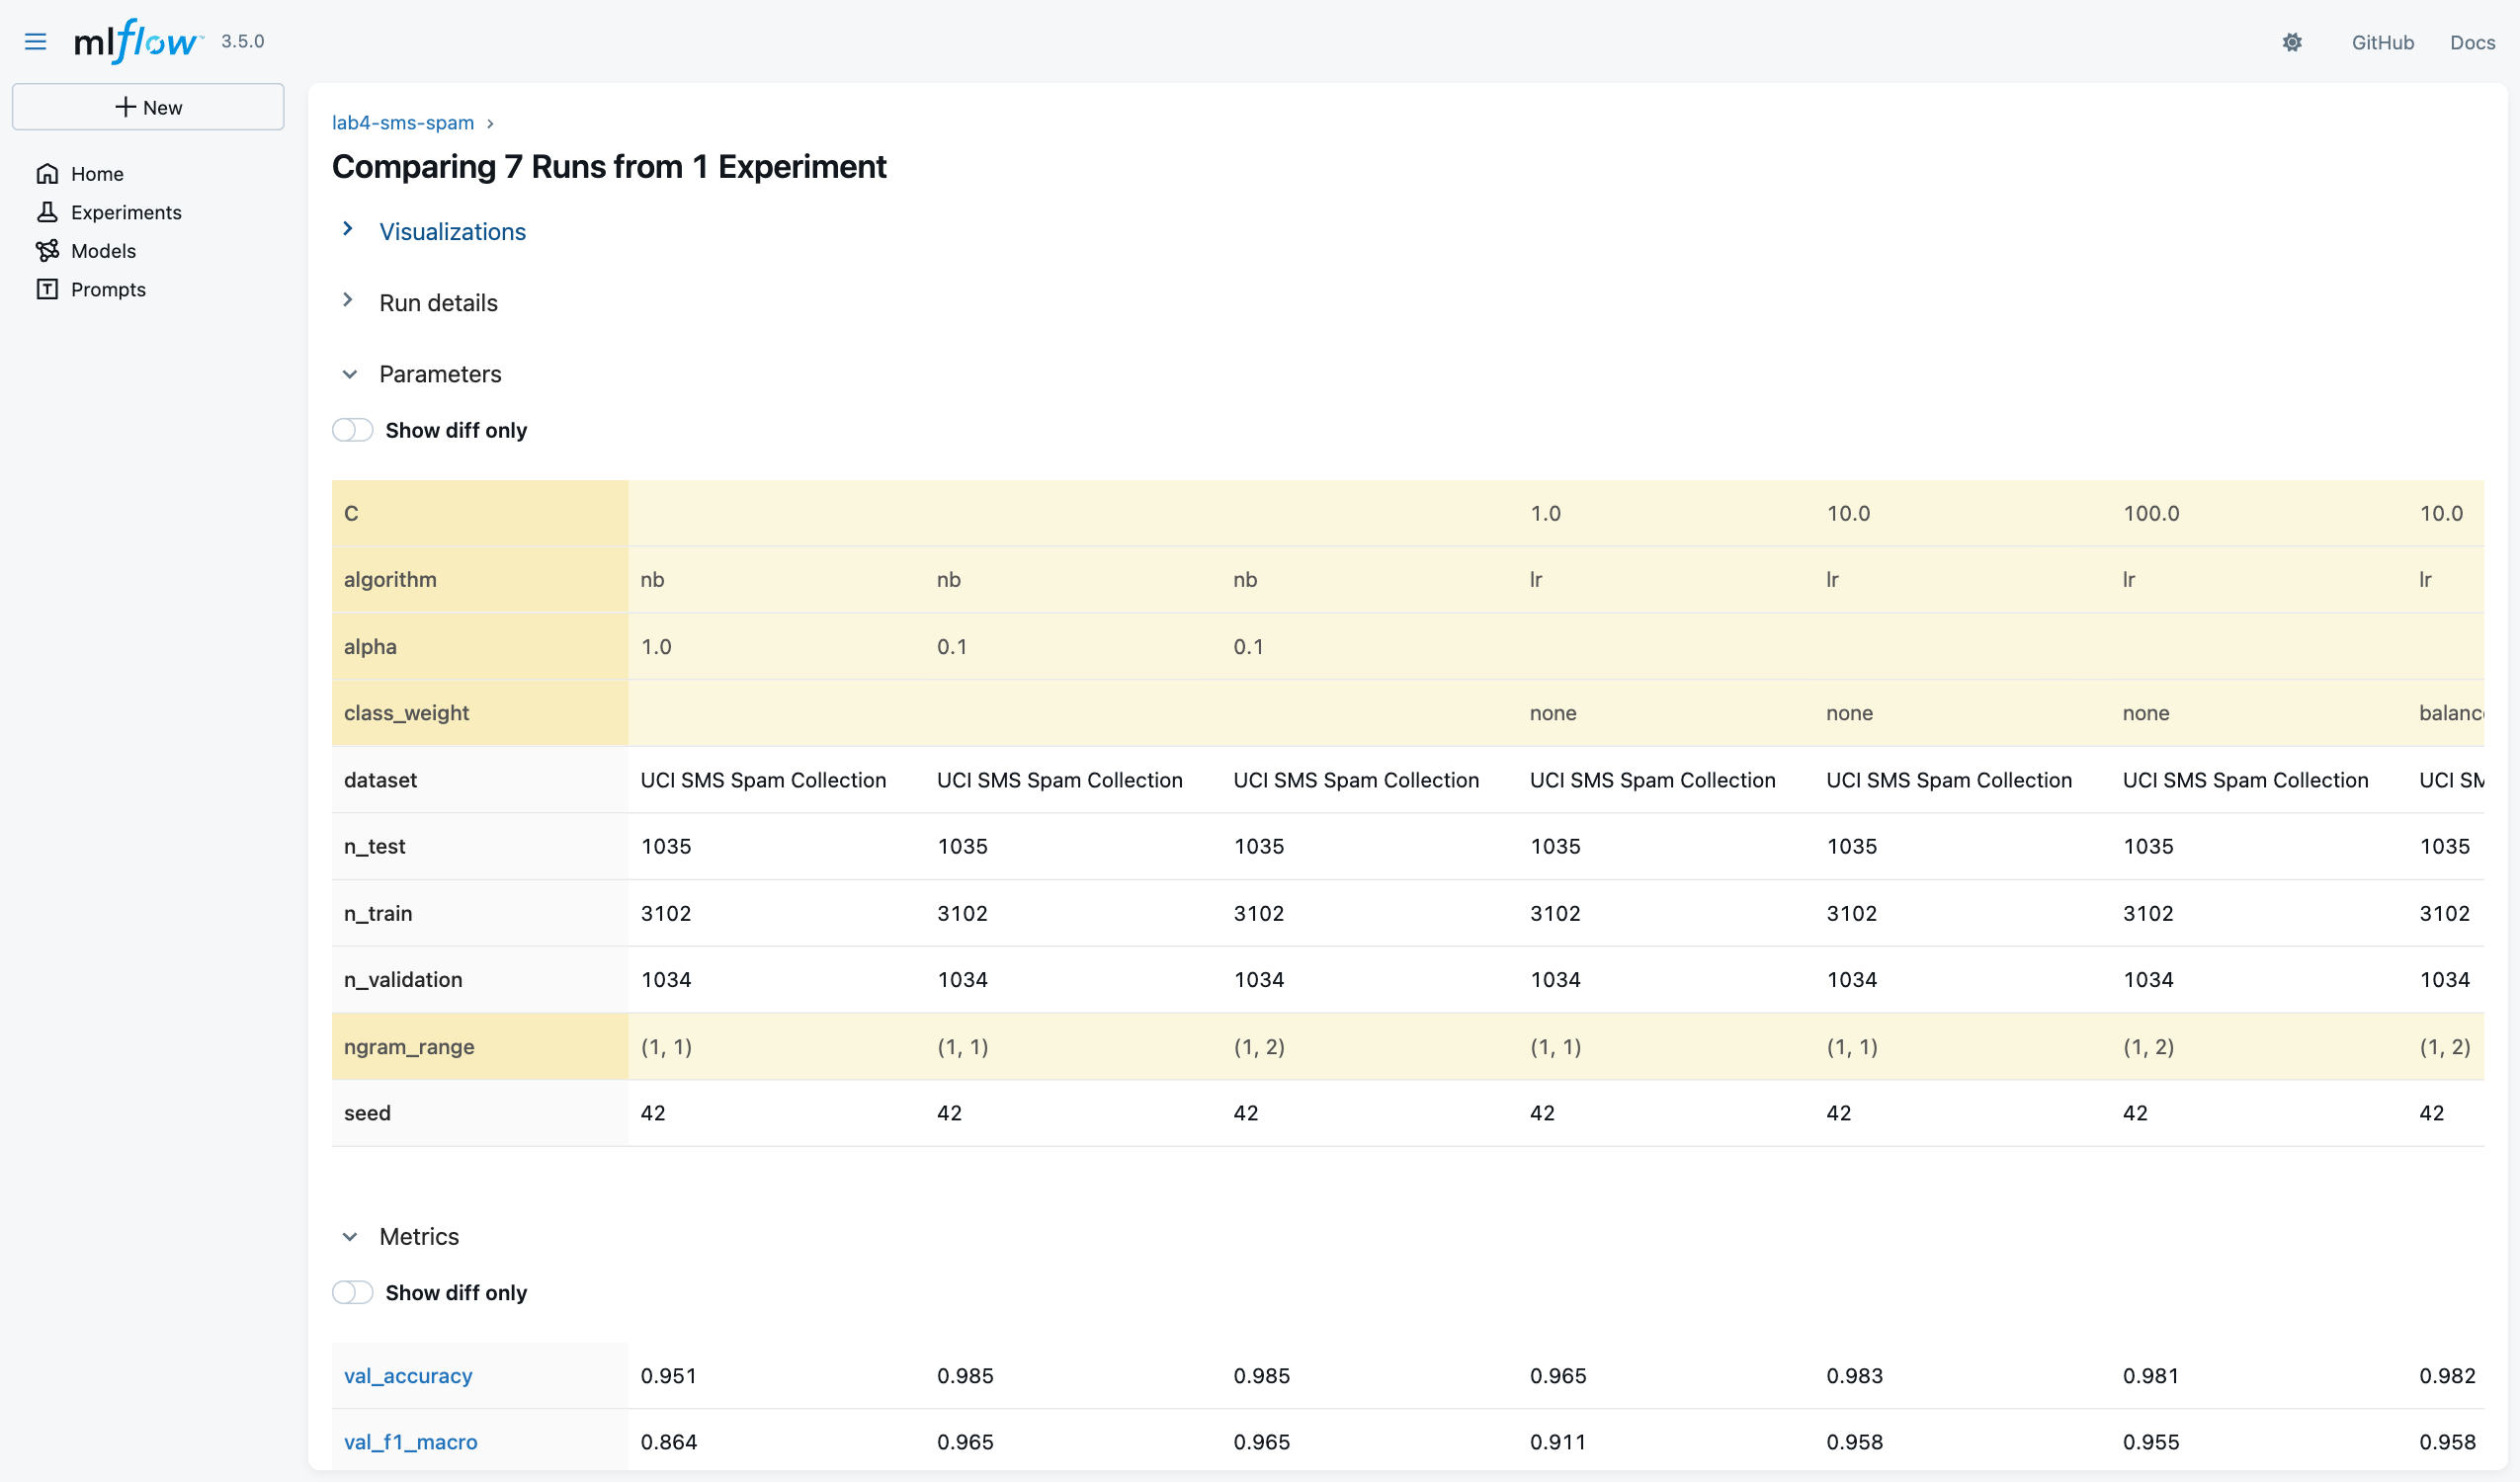 mlflow™ 3.5.0 GitHub Docs
+ New
Home
Experiments
Models
Prompts
lab4-sms-spam >
Comparing 7 Runs from 1 Experiment
Visualizations
Run details
Parameters
Show diff only
C 1.0 10.0 100.0 10.0
algorithm nb nb nb lr lr lr lr
alpha 1.0 0.1 0.1
class_weight none none none balanc
dataset UCI SMS Spam Collection UCI SMS Spam Collection UCI SMS Spam Collection UCI SMS Spam Collection UCI SMS Spam Collection UCI SMS Spam Collection UCI SM
n_test 1035 1035 1035 1035 1035 1035 1035
n_train 3102 3102 3102 3102 3102 3102 3102
n_validation 1034 1034 1034 1034 1034 1034 1034
ngram_range (1, 1) (1, 1) (1, 2) (1, 1) (1, 1) (1, 2) (1, 2)
seed 42 42 42 42 42 42 42
Metrics
Show diff only
val_accuracy 0.951 0.985 0.985 0.965 0.983 0.981 0.982
val_f1_macro 0.864 0.965 0.965 0.911 0.958 0.955 0.958